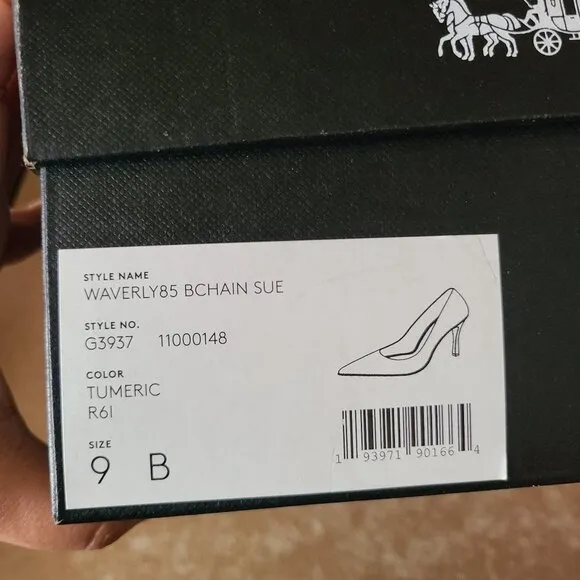 STYLE NAME
WAVERLY85 BCHAIN SUE
STYLE NO.
G3937 11000148
COLOR
TUMERIC
R6I
SIZE
9 B
1 93971 90166 4